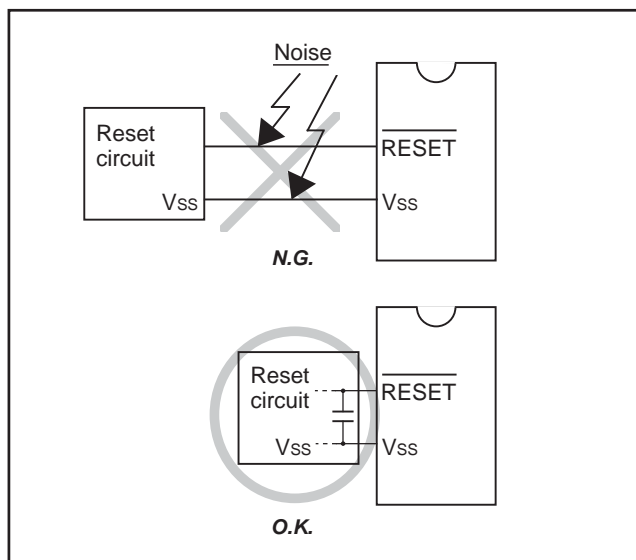 Noise
Reset
circuit
RESET
Vss
Vss
N.G.
Reset
circuit
RESET
Vss
Vss
O.K.